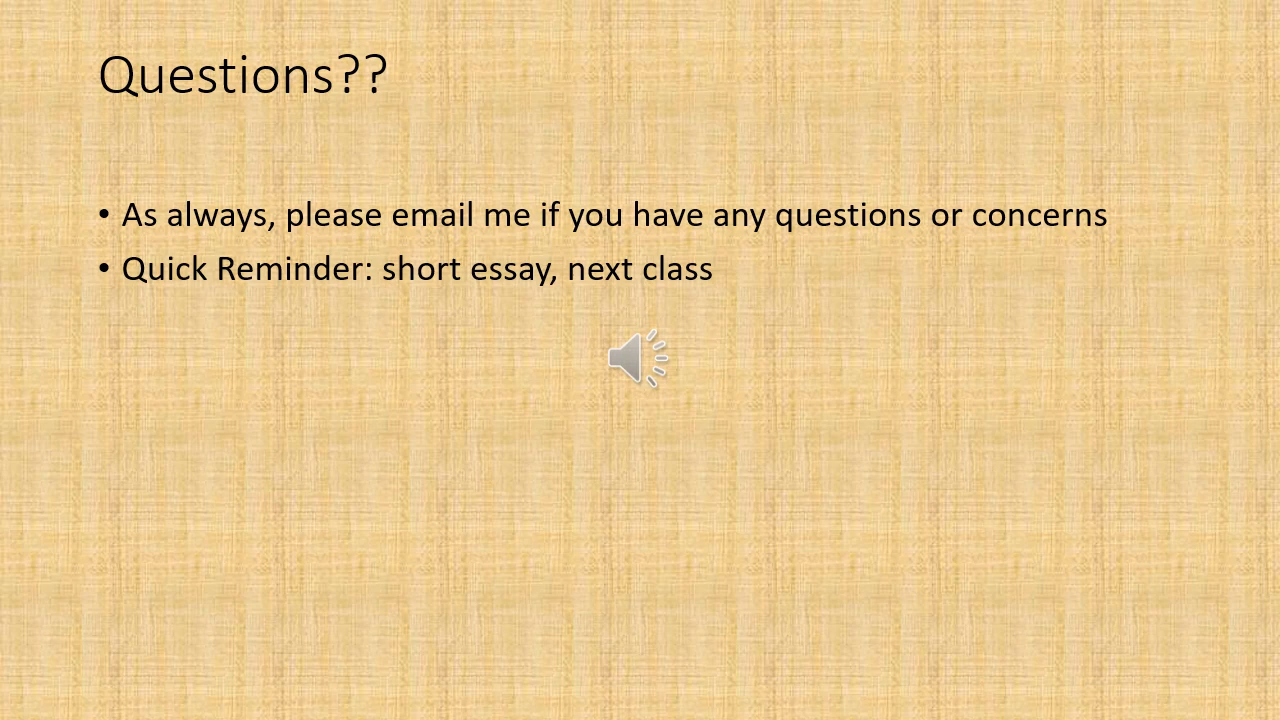 Questions??
• As always, please email me if you have any questions or concerns
• Quick Reminder: short essay, next class